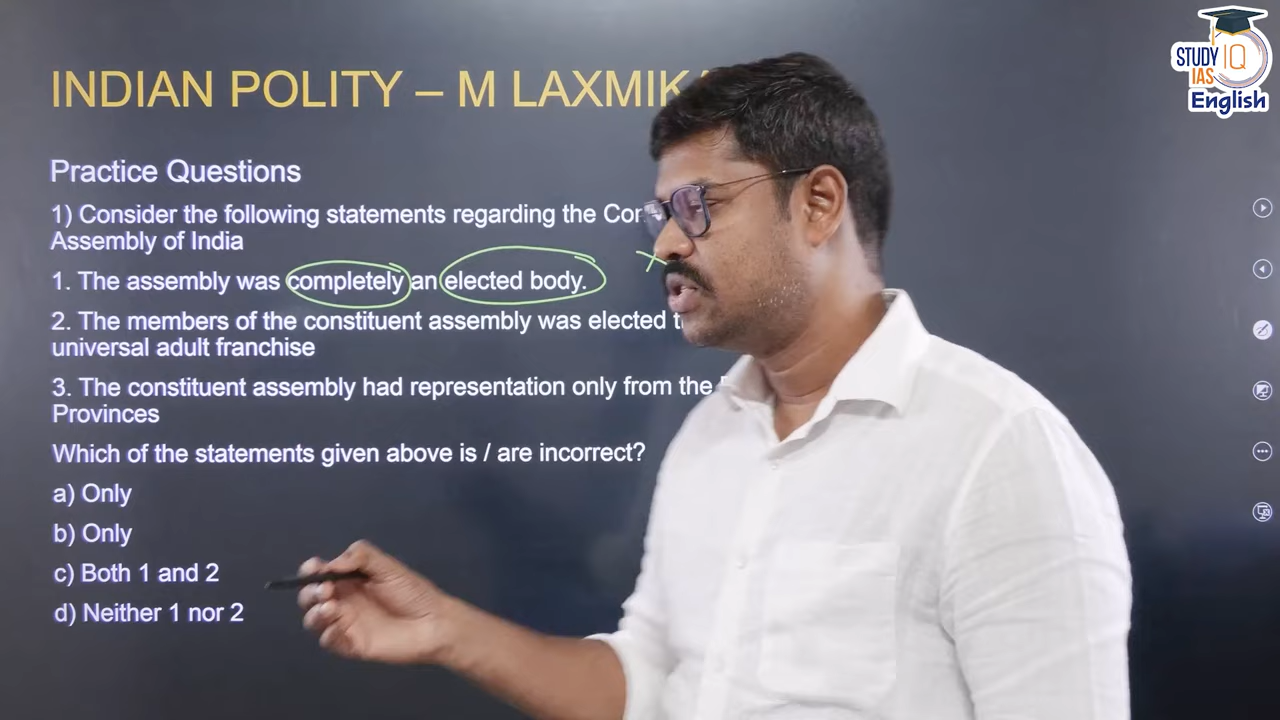 INDIAN POLITY – M LAXMIK
Practice Questions
1) Consider the following statements regarding the
Assembly of India
1. The assembly was completely an elected body.
2. The members of the constituent assembly was elected
universal adult franchise
3. The constituent assembly had representation only from the
Provinces
Which of the statements given above is / are incorrect?
a) Only
b) Only
c) Both 1 and 2
d) Neither 1 nor 2
STUDY IQ
IAS
English